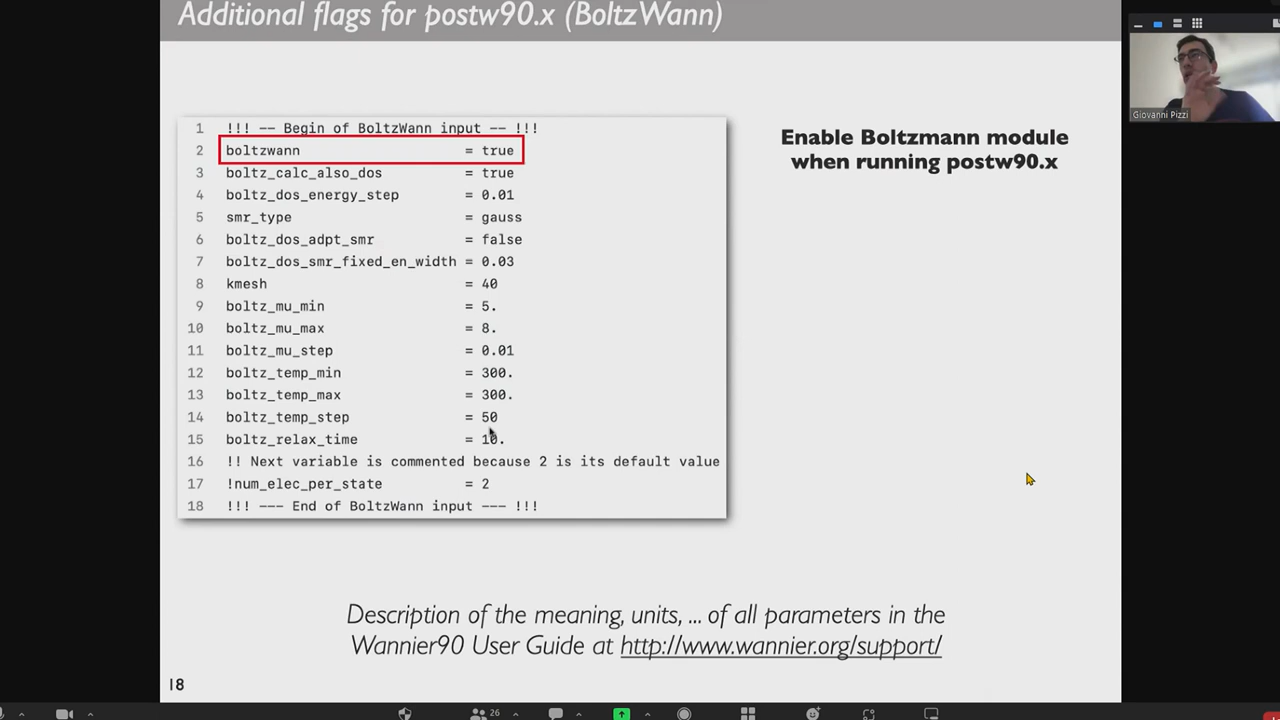 Additional flags for postw90.x (BoltzWann)
1 !!! -- Begin of BoltzWann input -- !!!
2 boltzwann = true
3 boltz_calc_also_dos = true
4 boltz_dos_energy_step = 0.01
5 smr_type = gauss
6 boltz_dos_adpt_smr = false
7 boltz_dos_smr_fixed_en_width = 0.03
8 kmesh = 40
9 boltz_mu_min = 5.
10 boltz_mu_max = 8.
11 boltz_mu_step = 0.01
12 boltz_temp_min = 300.
13 boltz_temp_max = 300.
14 boltz_temp_step = 50
15 boltz_relax_time = 10.
16 !! Next variable is commented because 2 is its default value
17 !num_elec_per_state = 2
18 !!! --- End of BoltzWann input --- !!!
Enable Boltzmann module
when running postw90.x
Giovanni Pizzi
Description of the meaning, units, ... of all parameters in the
Wannier90 User Guide at http://www.wannier.org/support/
18
26